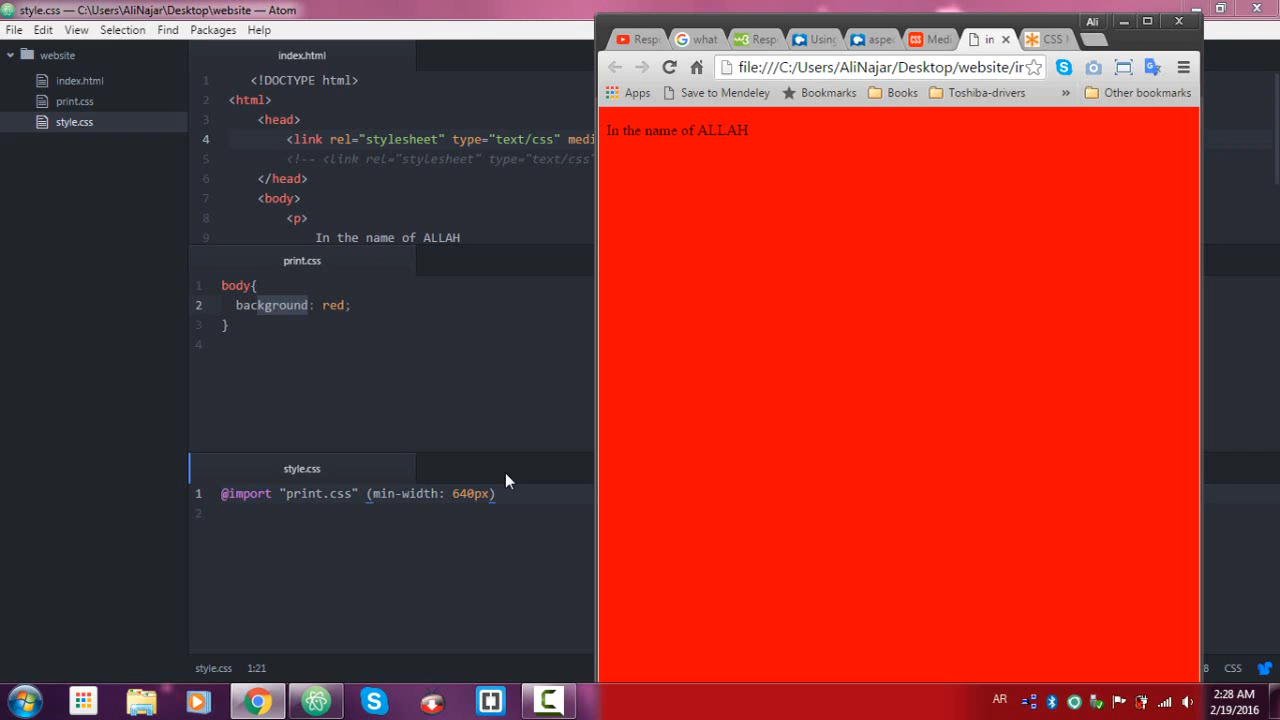 style.css — C:\Users\AliNajar\Desktop\website — Atom
File Edit View Selection Find Packages Help
website
index.html
print.css
style.css
index.html
1 <!DOCTYPE html>
2 <html>
3 <head>
4 <link rel="stylesheet" type="text/css" medi
5 <!-- <link rel="stylesheet" type="text/css"
6 </head>
7 <body>
8 <p>
9 In the name of ALLAH
print.css
1 body{
2 background: red;
3 }
4
style.css
1 @import "print.css" (min-width: 640px)
2
style.css 1:21
8 CSS
Ali
Respo what Resp Using aspec Medi in CSS
file:///C:/Users/AliNajar/Desktop/website/ir
Apps Save to Mendeley Bookmarks Books Toshiba-drivers » Other bookmarks
In the name of ALLAH
AR
2:28 AM
2/19/2016